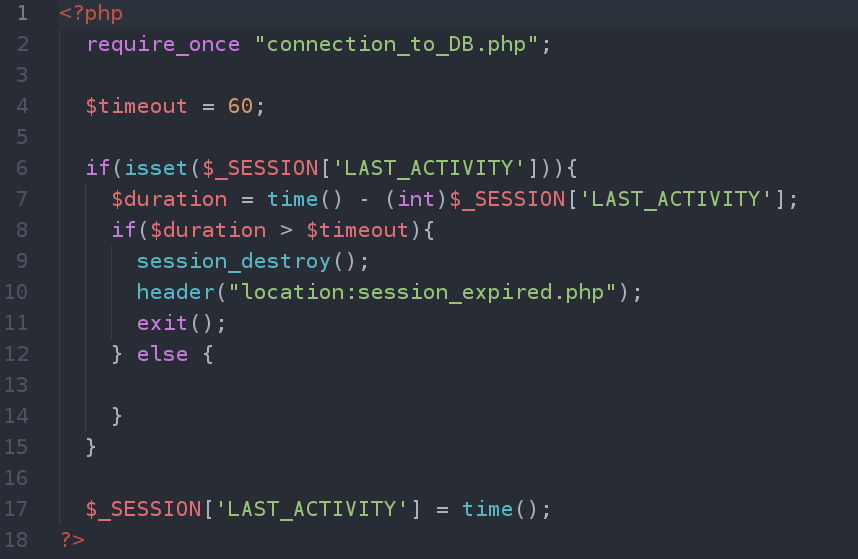 1 <?php
2 require_once "connection_to_DB.php";
3
4 $timeout = 60;
5
6 if(isset($_SESSION['LAST_ACTIVITY'])){
7 $duration = time() - (int)$_SESSION['LAST_ACTIVITY'];
8 if($duration > $timeout){
9 session_destroy();
10 header("location:session_expired.php");
11 exit();
12 } else {
13
14 }
15 }
16
17 $_SESSION['LAST_ACTIVITY'] = time();
18 ?>